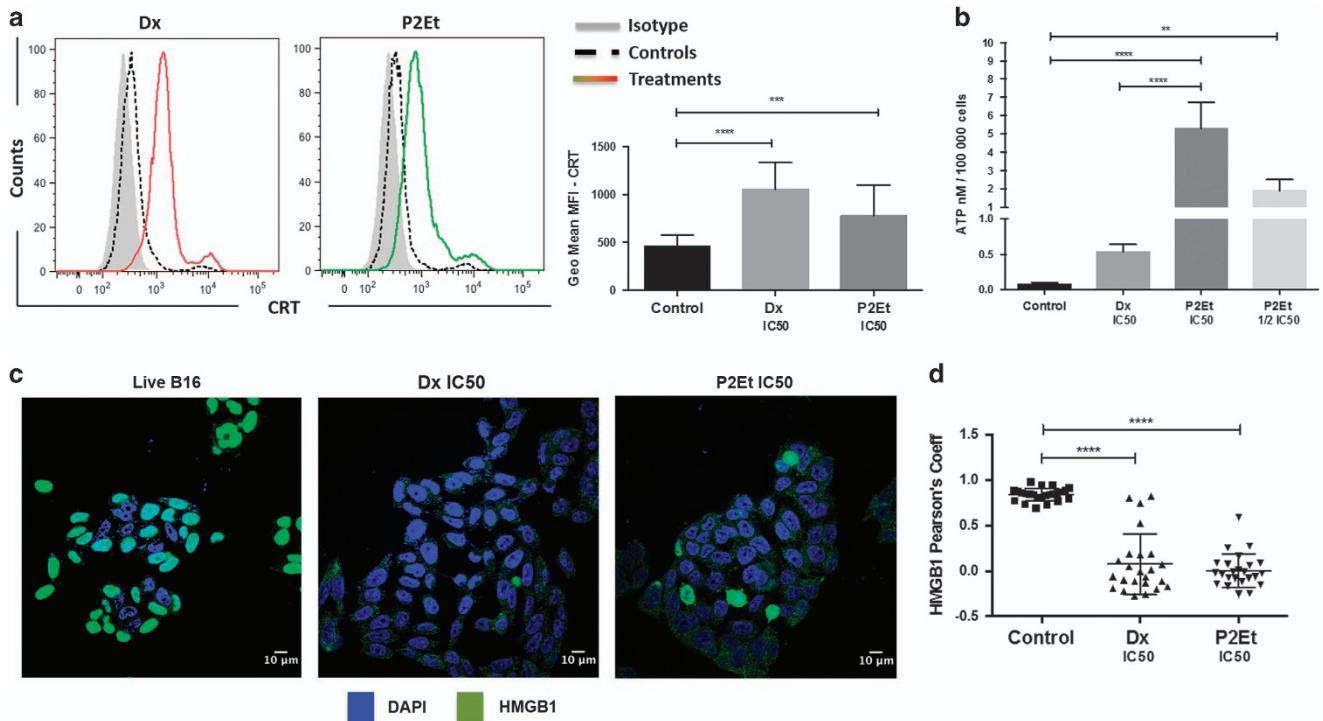 a
Dx
P2Et
Isotype
Controls
Treatments
Counts
100
80
60
40
20
0
0 10² 10³ 10⁴ 10⁵
100
80
60
40
20
0
0 10² 10³ 10⁴ 10⁵
CRT
Geo Mean MFI - CRT
1500
1000
500
0
***
****
Control
Dx
IC50
P2Et
IC50
b
ATP nM / 100 000 cells
10
9
8
7
6
5
4
3
2
1
1.0
0.5
0.0
**
****
****
Control
Dx
IC50
P2Et
IC50
P2Et
1/2 IC50
c
Live B16
Dx IC50
P2Et IC50
10 µm
10 µm
10 µm
DAPI
HMGB1
d
HMGB1 Pearson's Coeff
1.5
1.0
0.5
0.0
-0.5
****
****
Control
Dx
IC50
P2Et
IC50